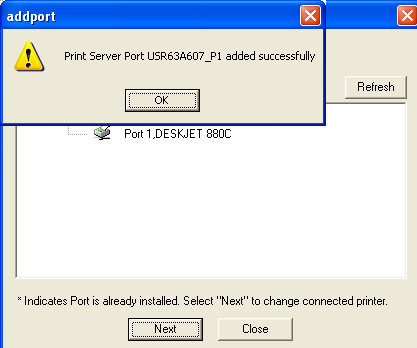 addport
Print Server Port USR63A607_P1 added successfully
OK
Refresh
Port 1,DESKJET 880C
* Indicates Port is already installed. Select "Next" to change connected printer.
Next
Close